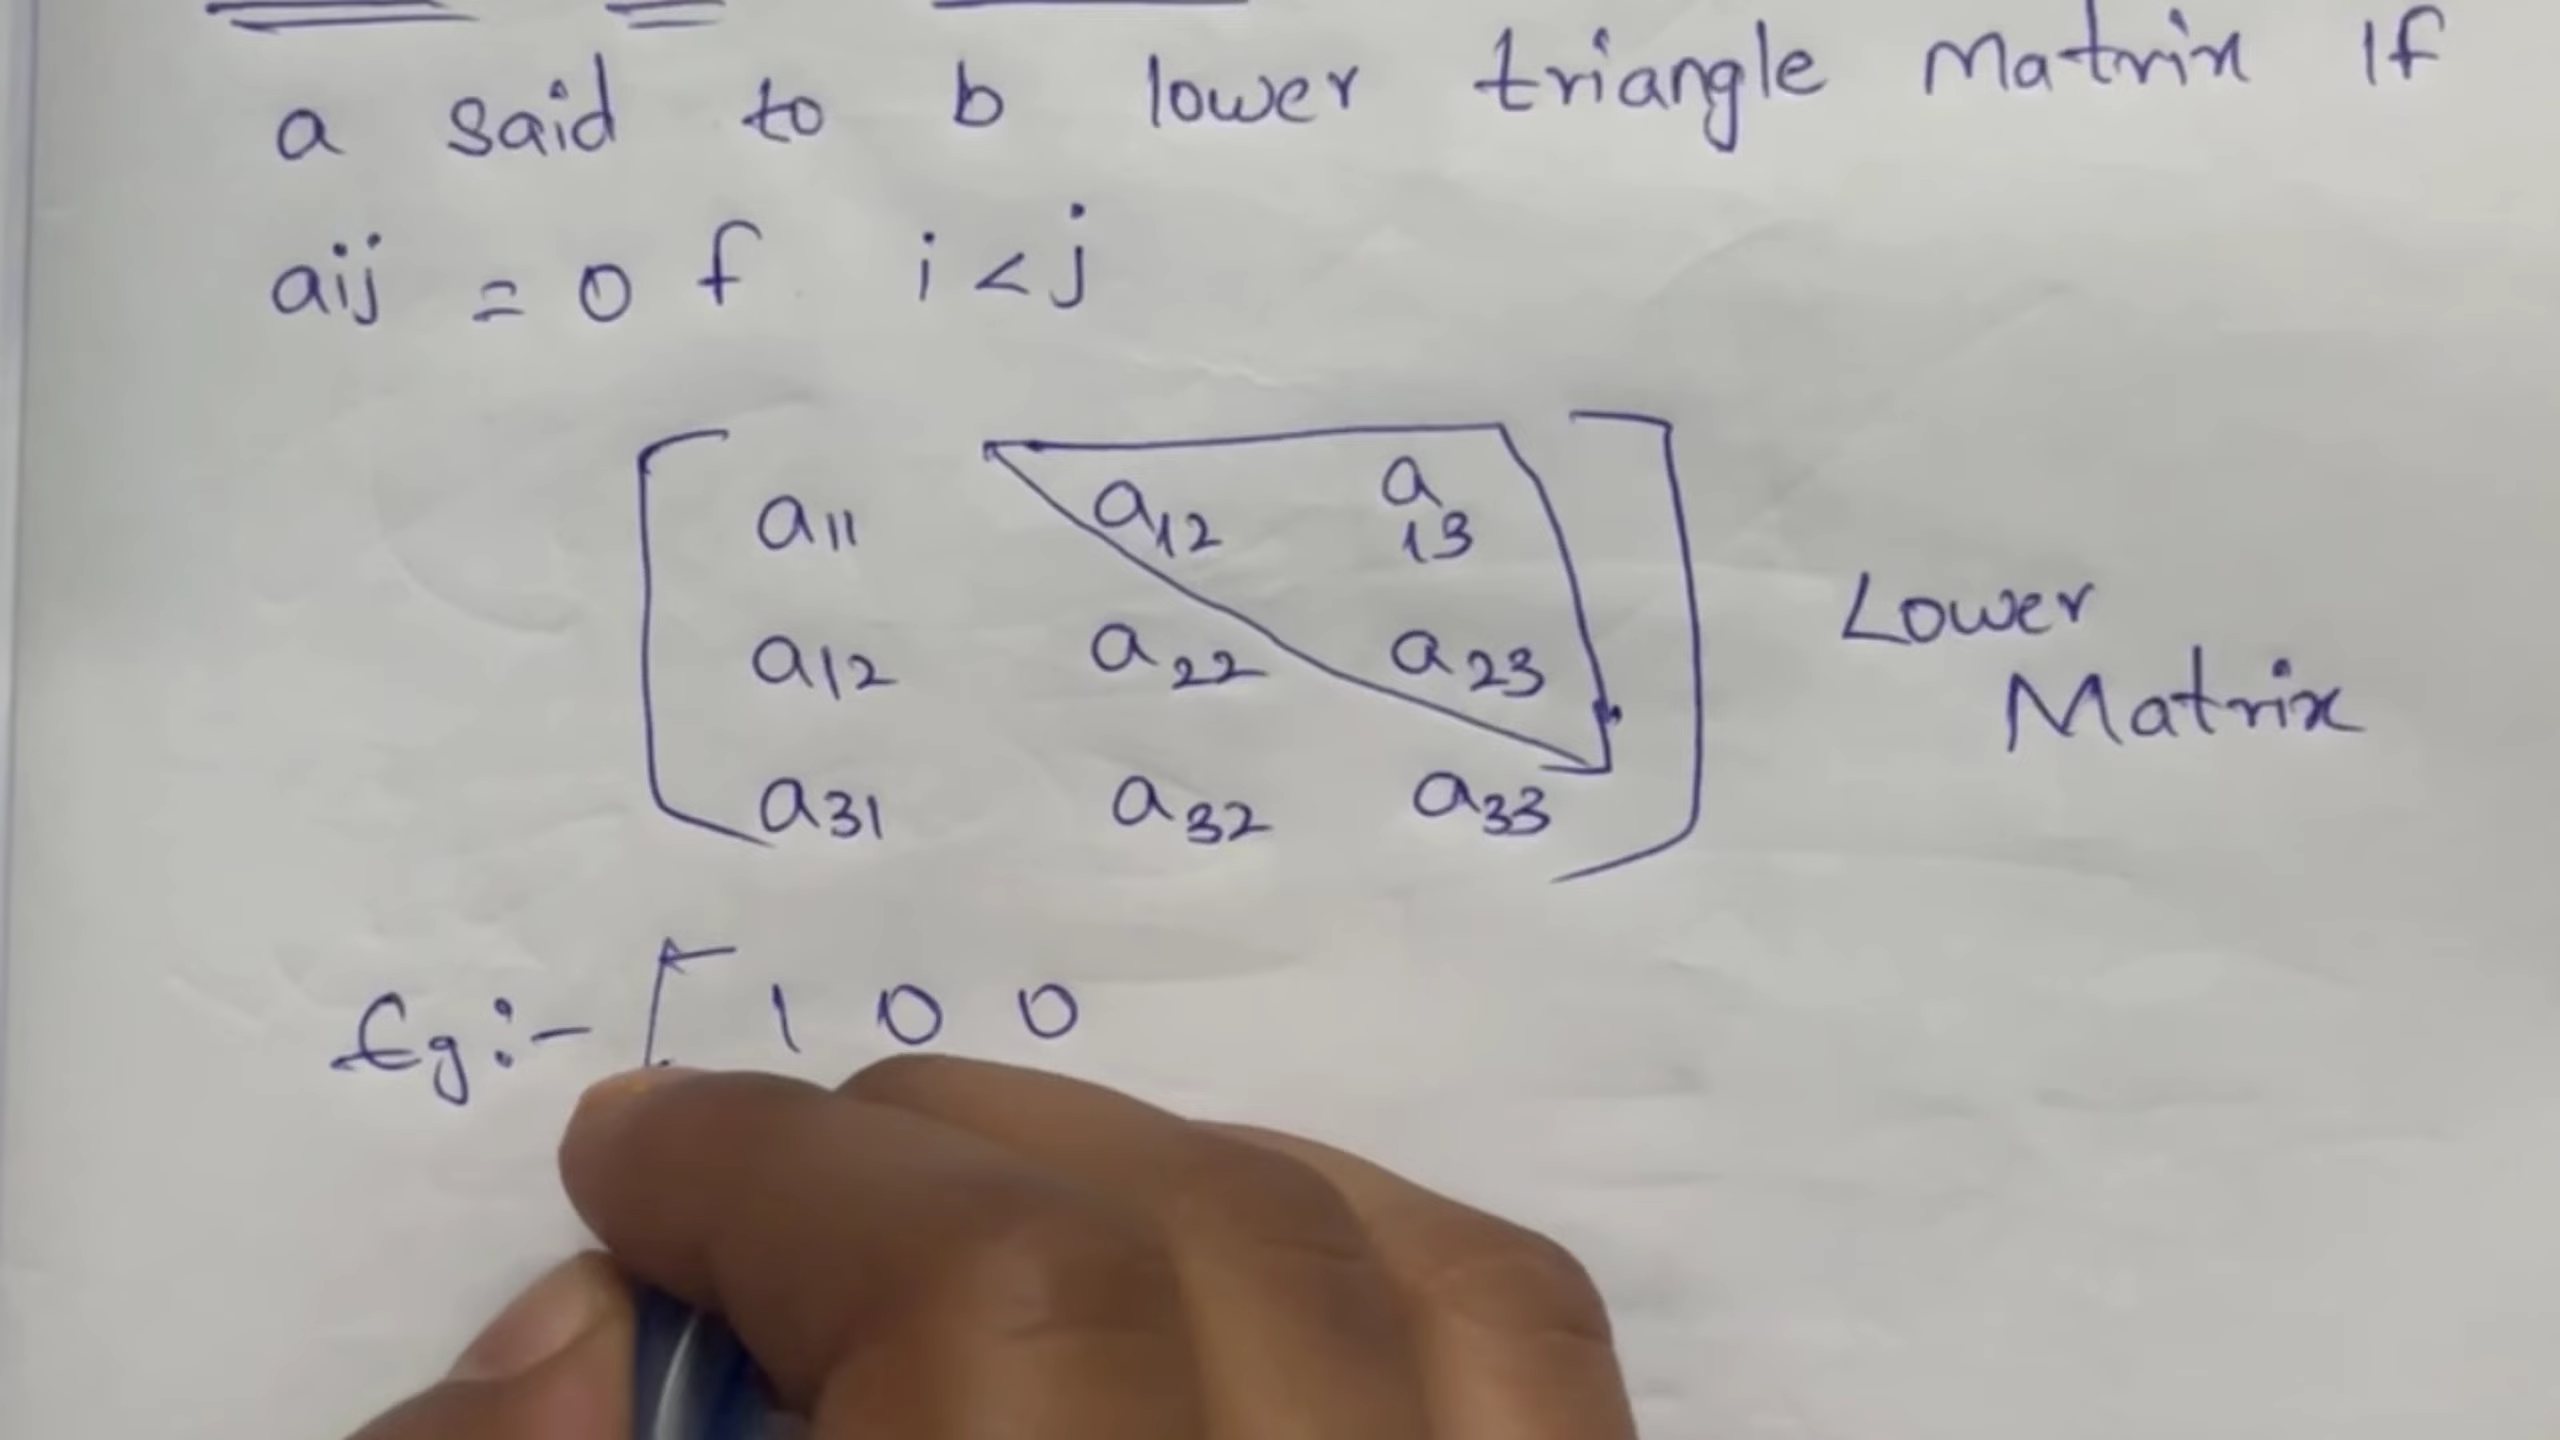 a said to b lower triangle Matrix If
aij = 0 f i < j
a11 a12 a13
a12 a22 a23
a31 a32 a33
Lower
Matrix
Eg:- [ 1 0 0